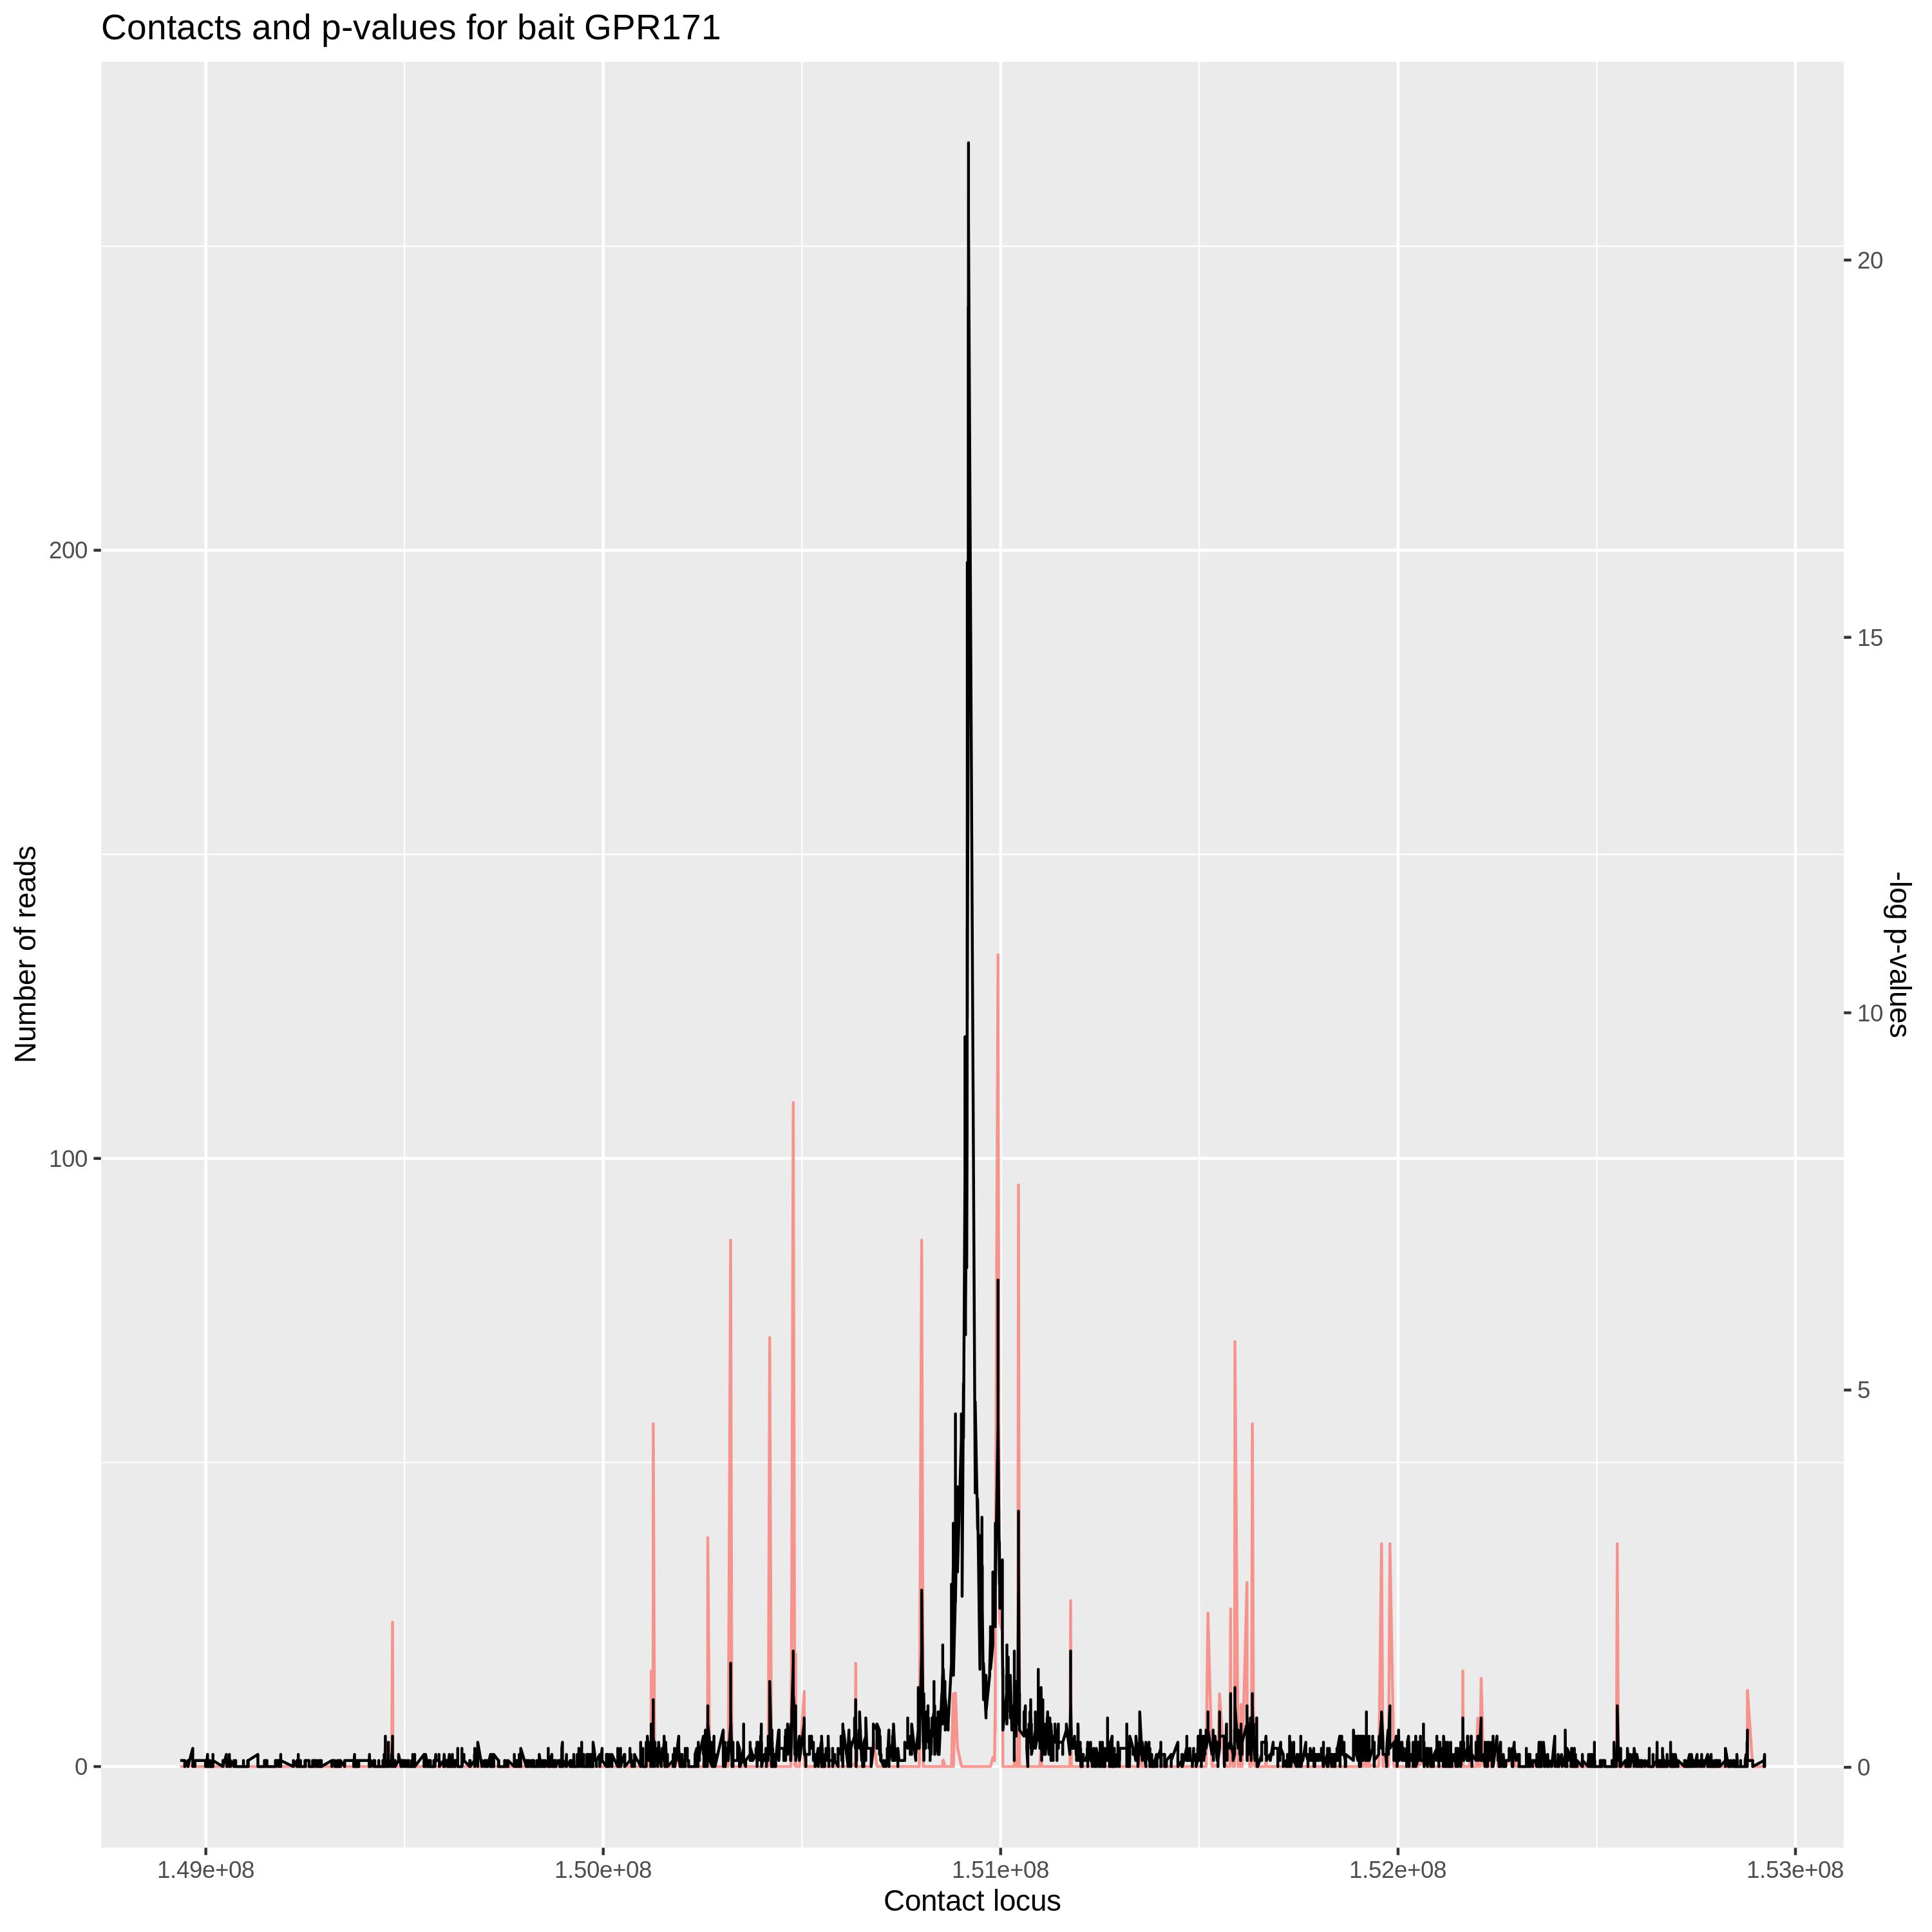 Contacts and p-values for bait GPR171
Number of reads
200
100
0
20
15
10
5
0
-log p-values
1.49e+08
1.50e+08
1.51e+08
1.52e+08
1.53e+08
Contact locus